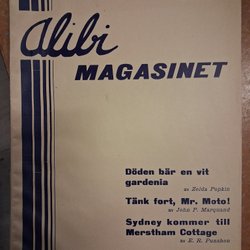 Alibi
MAGASINET
Döden bär en vit
gardenia
av Zelda Popkin
Tänk fort, Mr. Moto!
av John P. Marquand
Sydney kommer till
Merstham Cottage
av E. R. Punshon